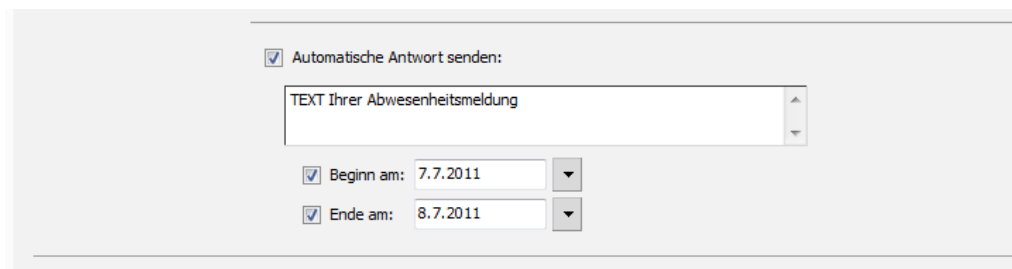 Automatische Antwort senden:
TEXT Ihrer Abwesenheitsmeldung
Beginn am: 7.7.2011
Ende am: 8.7.2011